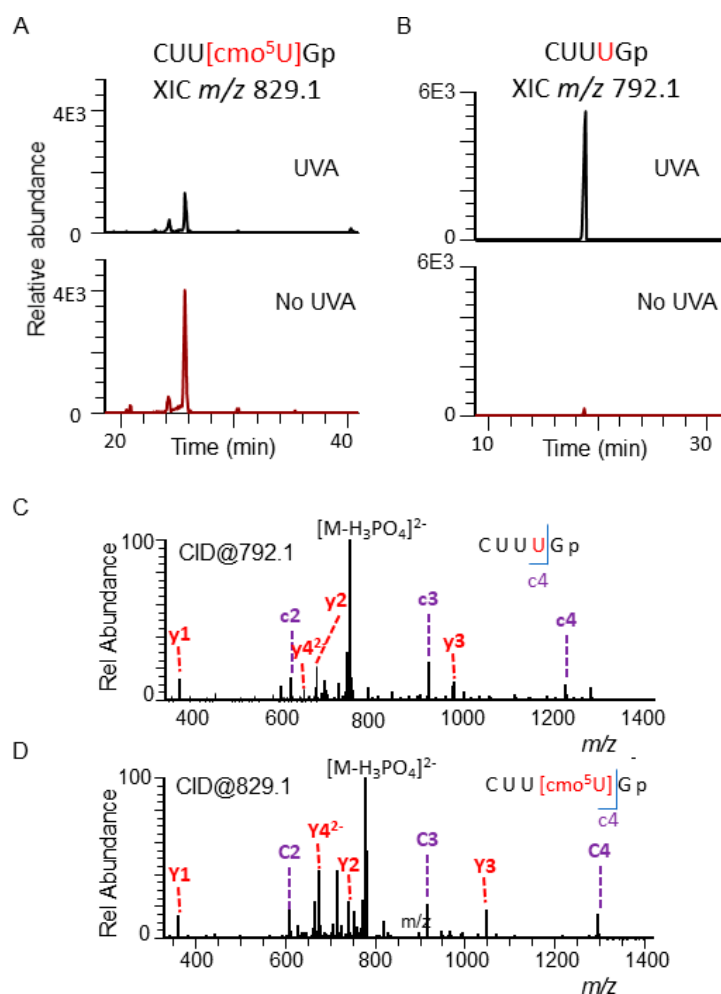 A
CUU[cmo⁵U]Gp
XIC m/z 829.1
4E3
UVA
0
4E3
No UVA
0
20
40
Time (min)
Relative abundance
B
CUUUGp
XIC m/z 792.1
6E3
UVA
0
6E3
No UVA
0
10
30
Time (min)
C
100
[M-H₃PO₄]²⁻
CID@792.1
C U U U G p
c4
y1
c2
y4²⁻
y2
c3
y3
c4
0
400
600
800
1000
1200
1400
m/z
Rel Abundance
D
100
[M-H₃PO₄]²⁻
CID@829.1
C U U [cmo⁵U] G p
-
c4
Y1
C2
Y4²⁻
Y2
C3
Y3
C4
m/z
0
400
600
800
1000
1200
1400
m/z
Rel Abundance